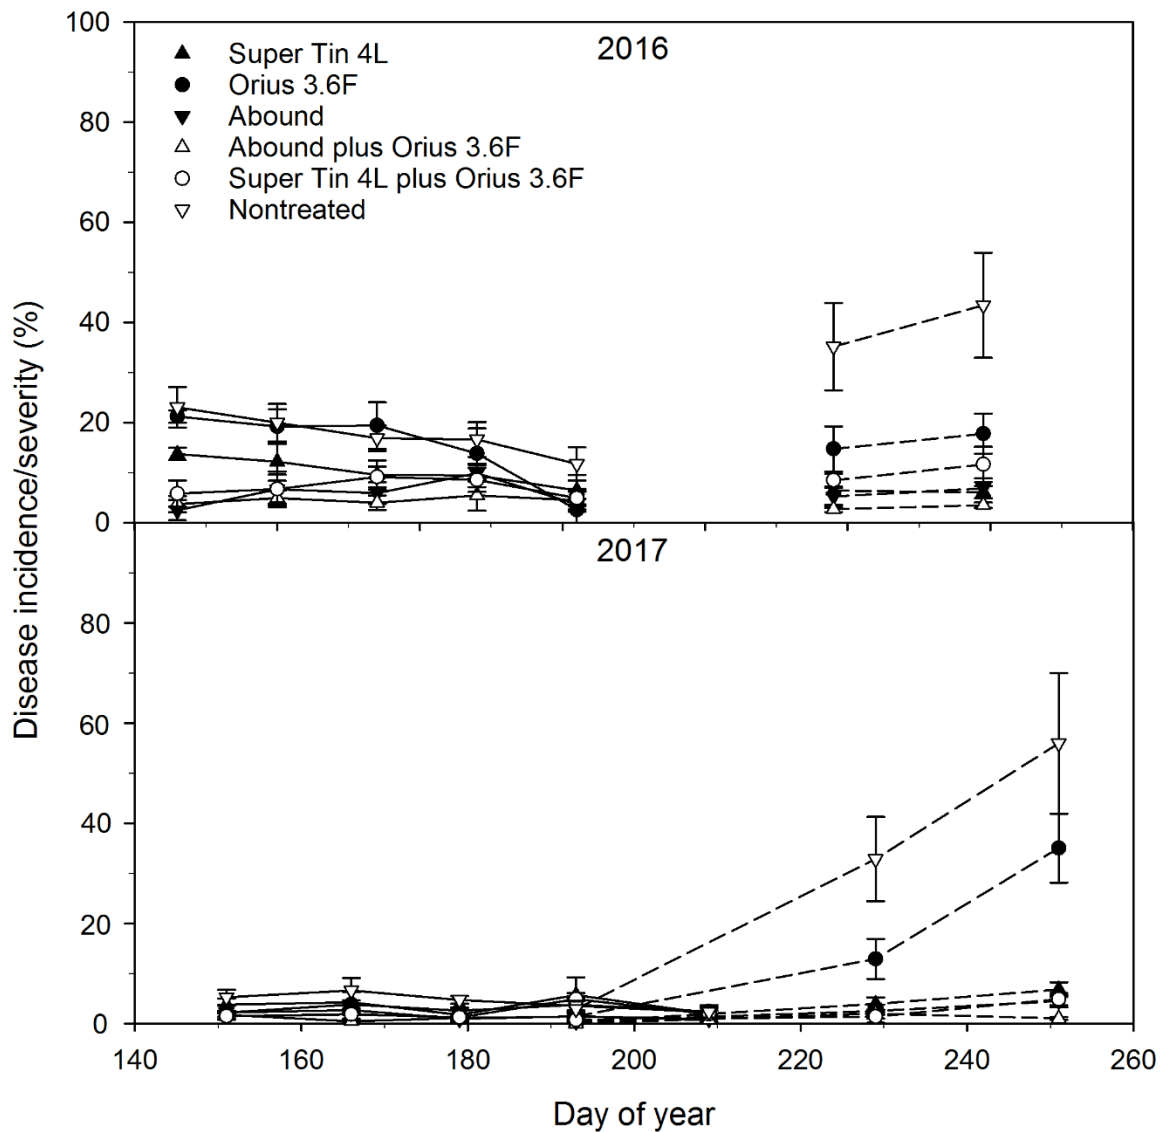 100
2016
Super Tin 4L
Orius 3.6F
Abound
Abound plus Orius 3.6F
Super Tin 4L plus Orius 3.6F
Nontreated
80
60
40
20
0
Disease incidence/severity (%)
2017
80
60
40
20
0
140 160 180 200 220 240 260
Day of year